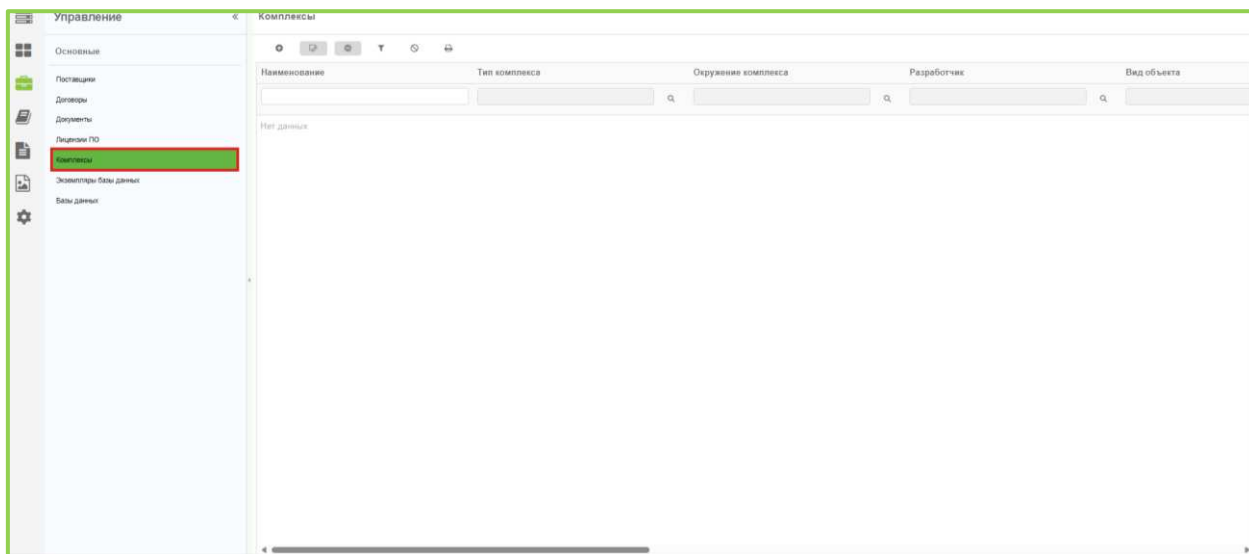 Управление « Комплексы
Основные
Наименование Тип комплекса Окружение комплекса Разработчик Вид объекта
Нет данных
Поставщики
Договоры
Документы
Лицензии ПО
Комплексы
Экземпляры базы данных
Базы данных